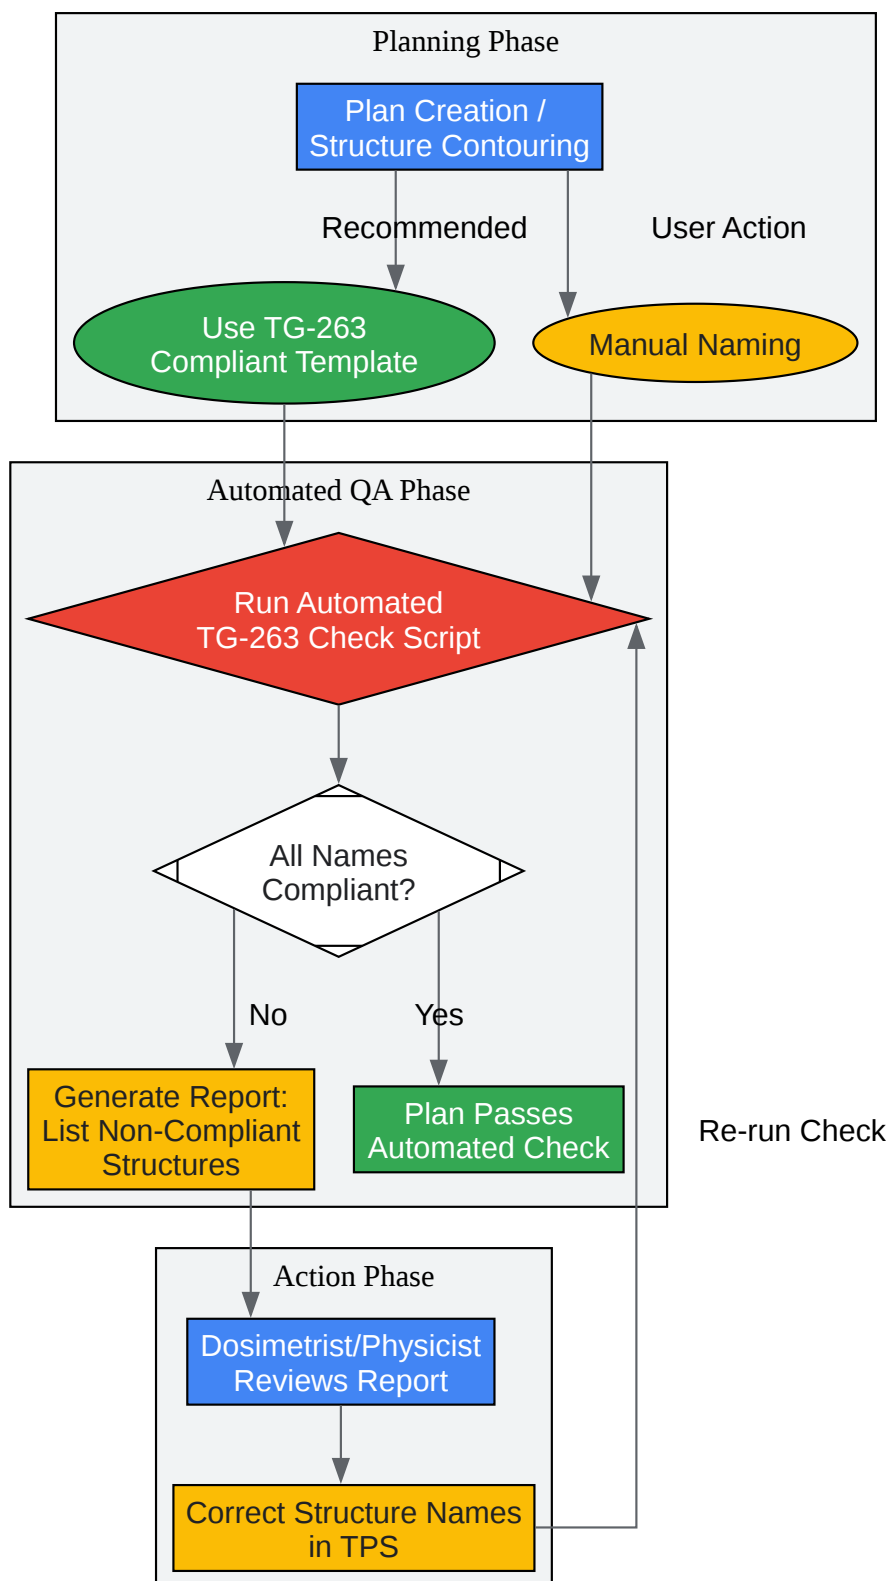 Planning Phase
Plan Creation /
Structure Contouring
Recommended
User Action
Use TG-263
Compliant Template
Manual Naming
Automated QA Phase
Run Automated
TG-263 Check Script
All Names
Compliant?
No
Yes
Generate Report:
List Non-Compliant
Structures
Plan Passes
Automated Check
Re-run Check
Action Phase
Dosimetrist/Physicist
Reviews Report
Correct Structure Names
in TPS